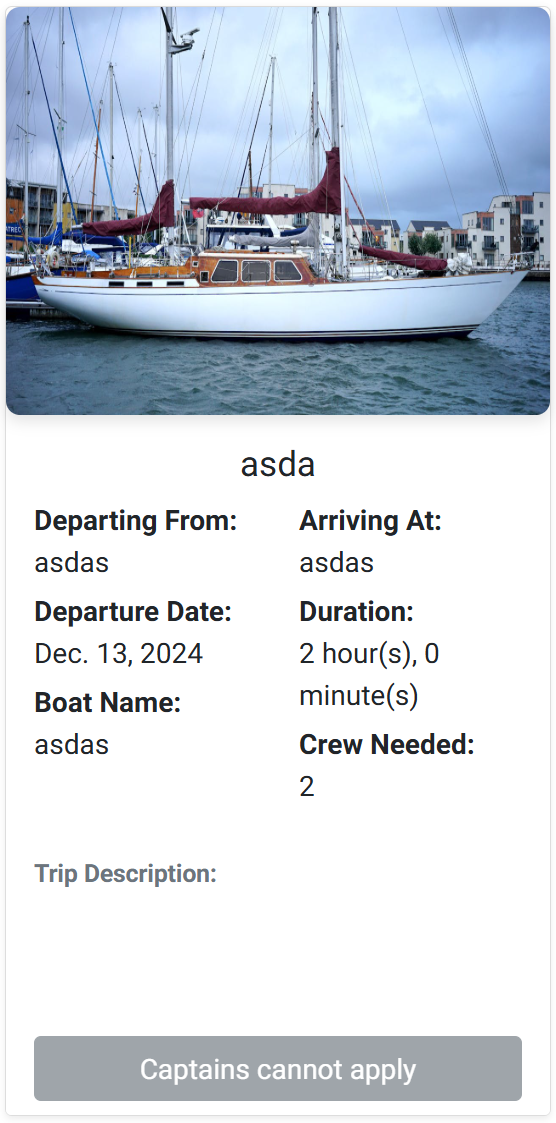 ATREC
asda
Departing From:
asdas
Departure Date:
Dec. 13, 2024
Boat Name:
asdas
Arriving At:
asdas
Duration:
2 hour(s), 0
minute(s)
Crew Needed:
2
Trip Description:
Captains cannot apply